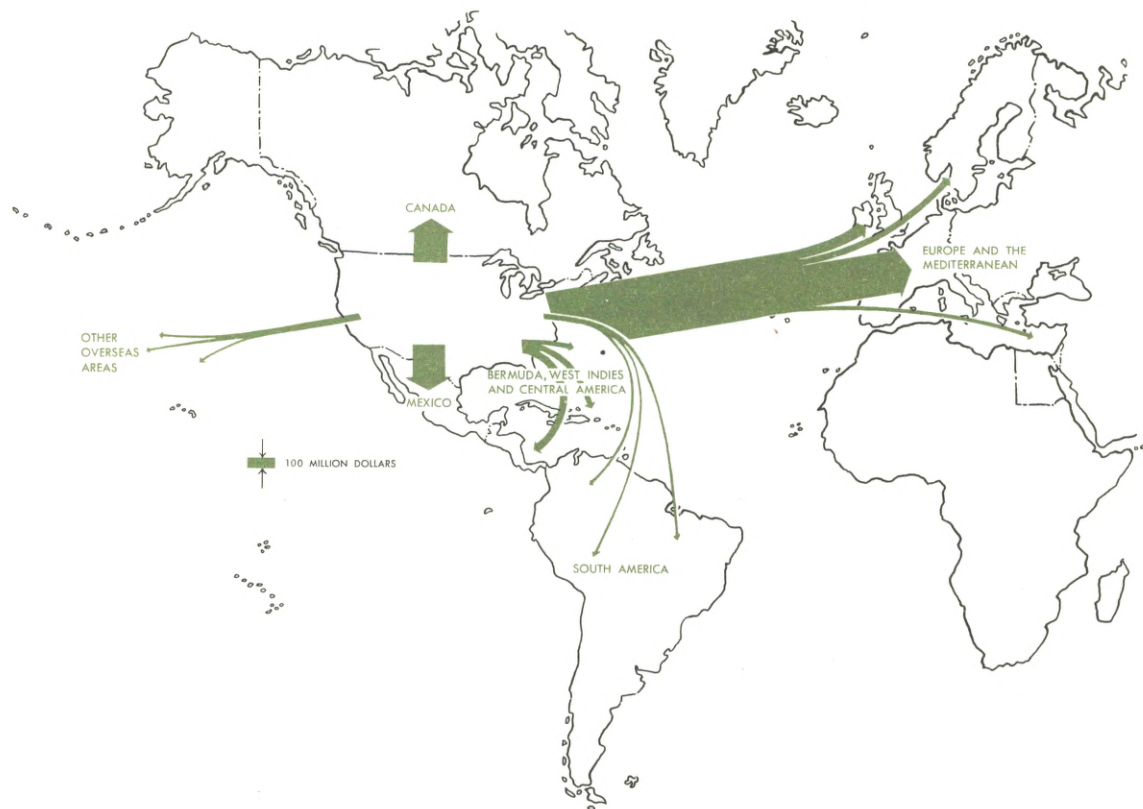 CANADA
EUROPE AND THE
MEDITERRANEAN
OTHER
OVERSEAS
AREAS
BERMUDA, WEST INDIES
AND CENTRAL AMERICA
MEXICO
100 MILLION DOLLARS
SOUTH AMERICA